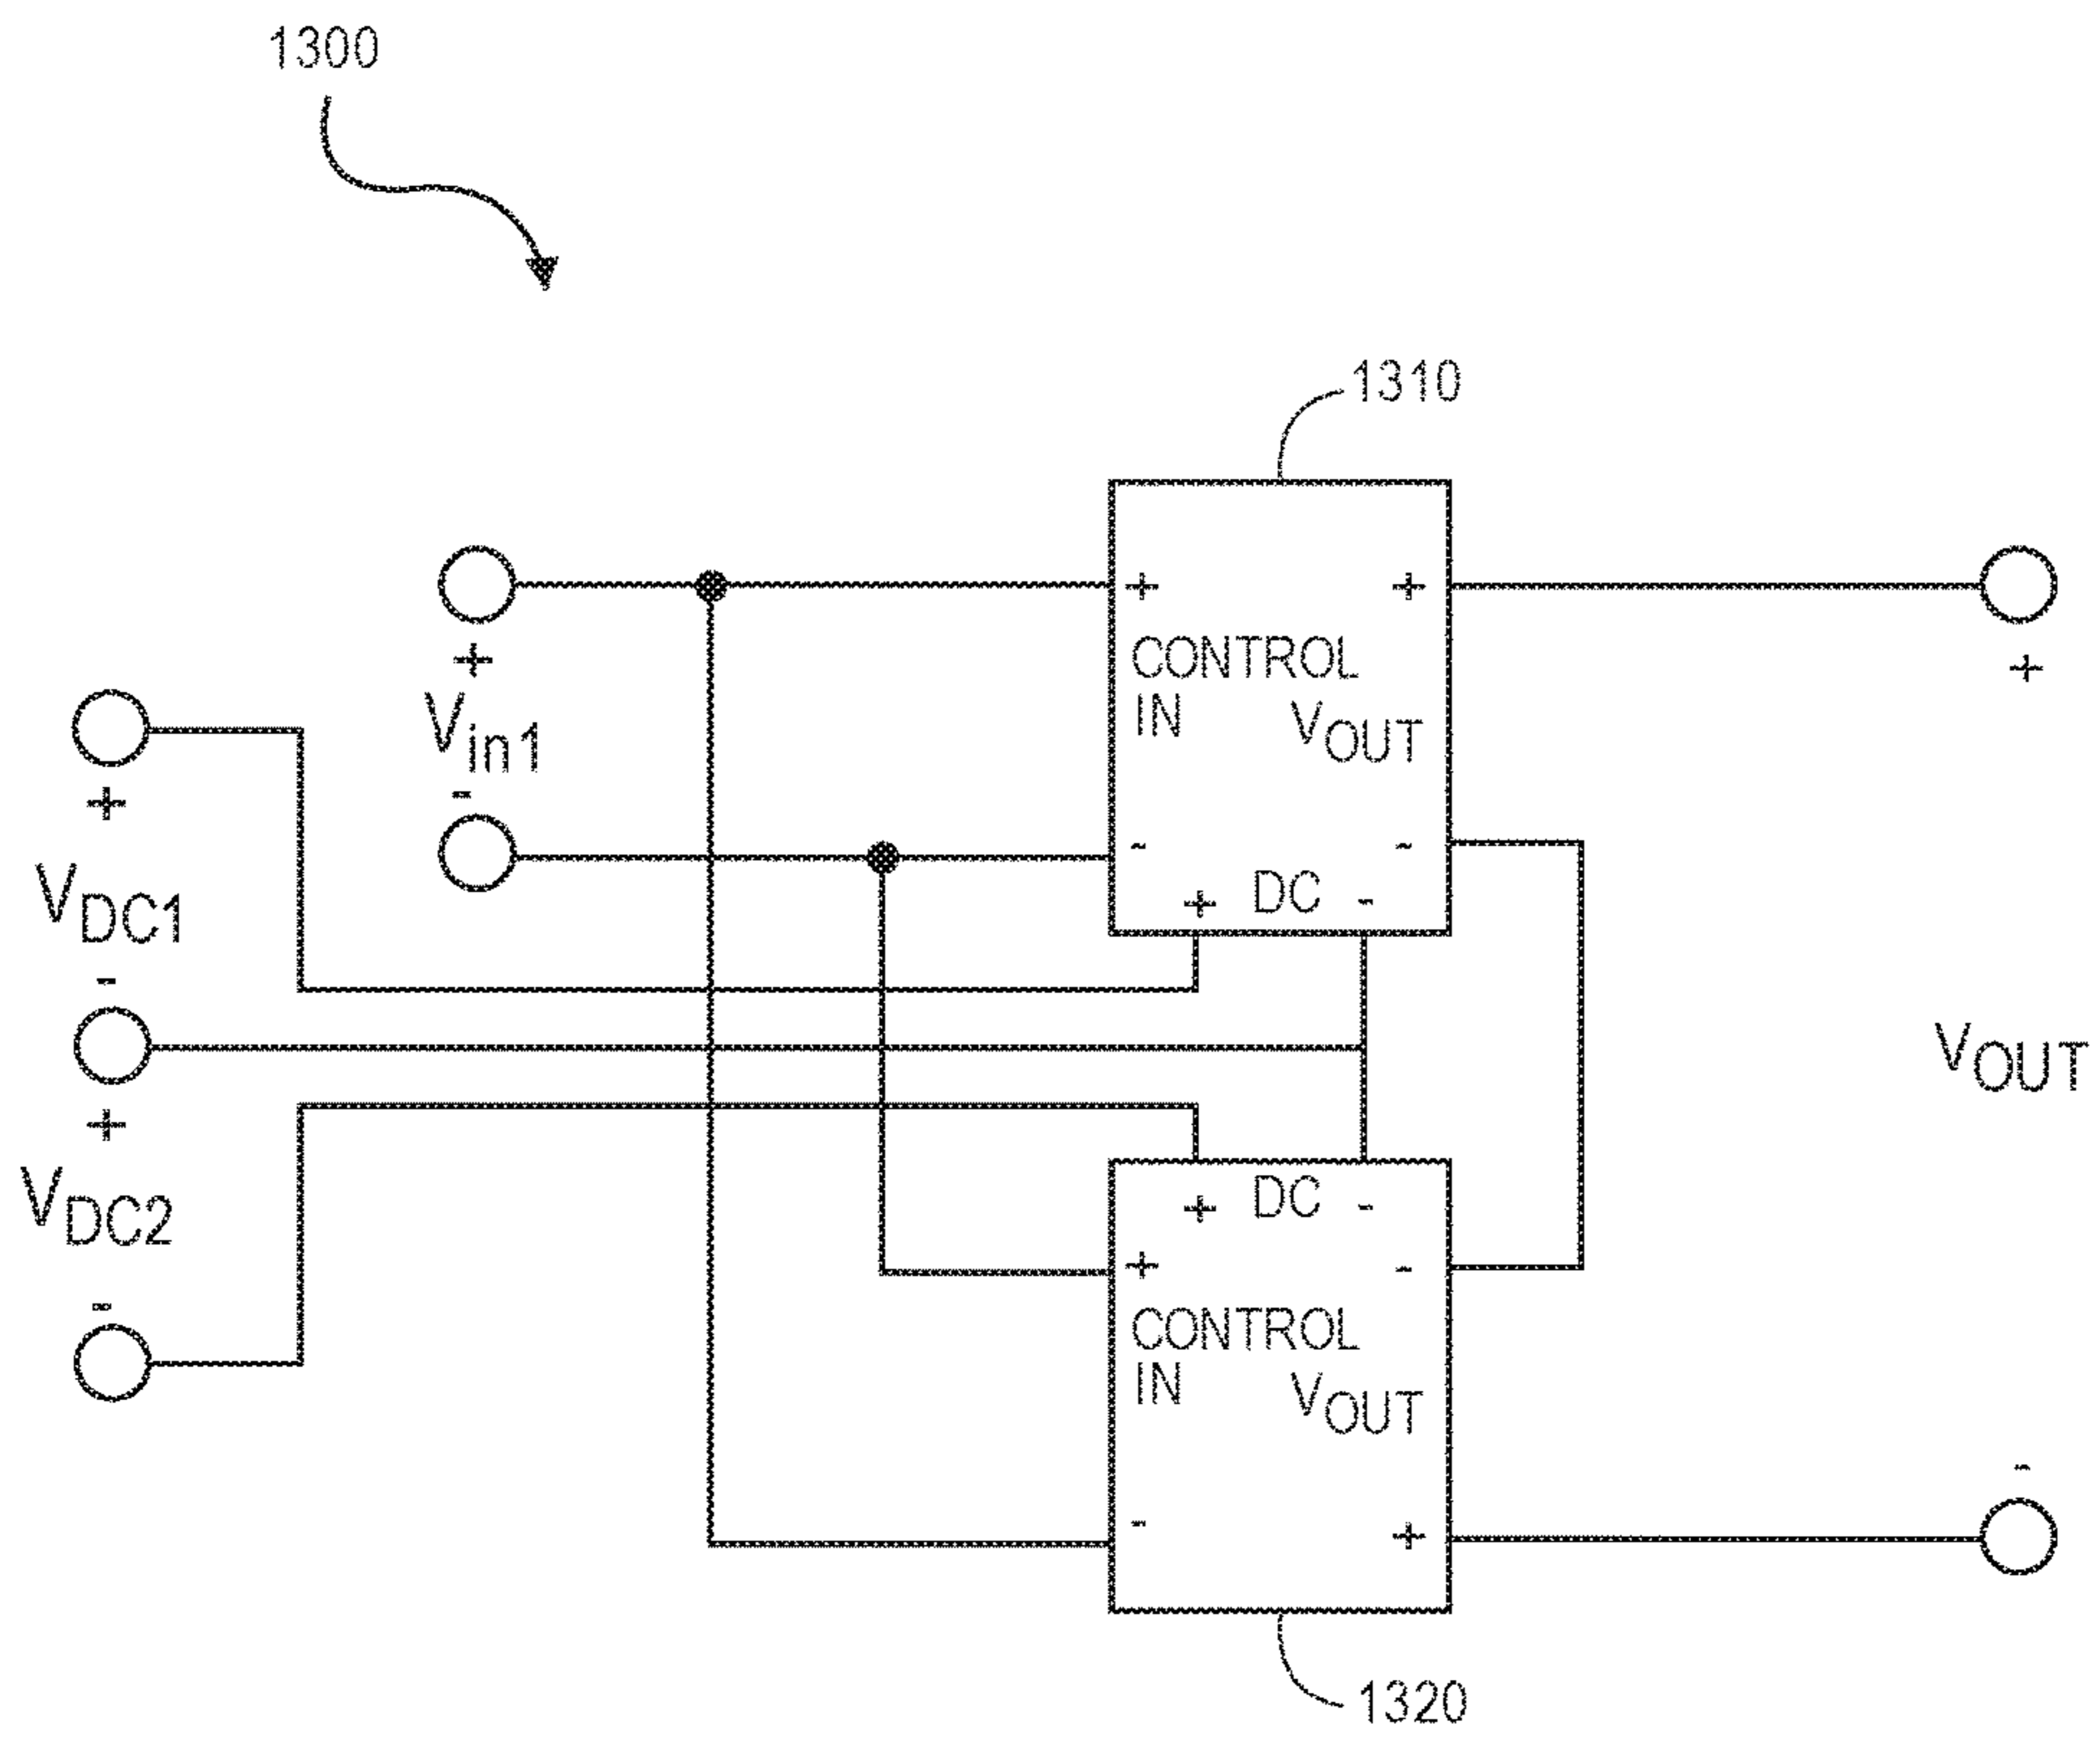 1300
1310
+
+
CONTROL
IN
VOUT
-
-
+ DC -
+
Vin1
-
+
VDC1
-
+
VDC2
-
+
VOUT
-
+ DC -
+
-
CONTROL
IN
VOUT
-
+
1320